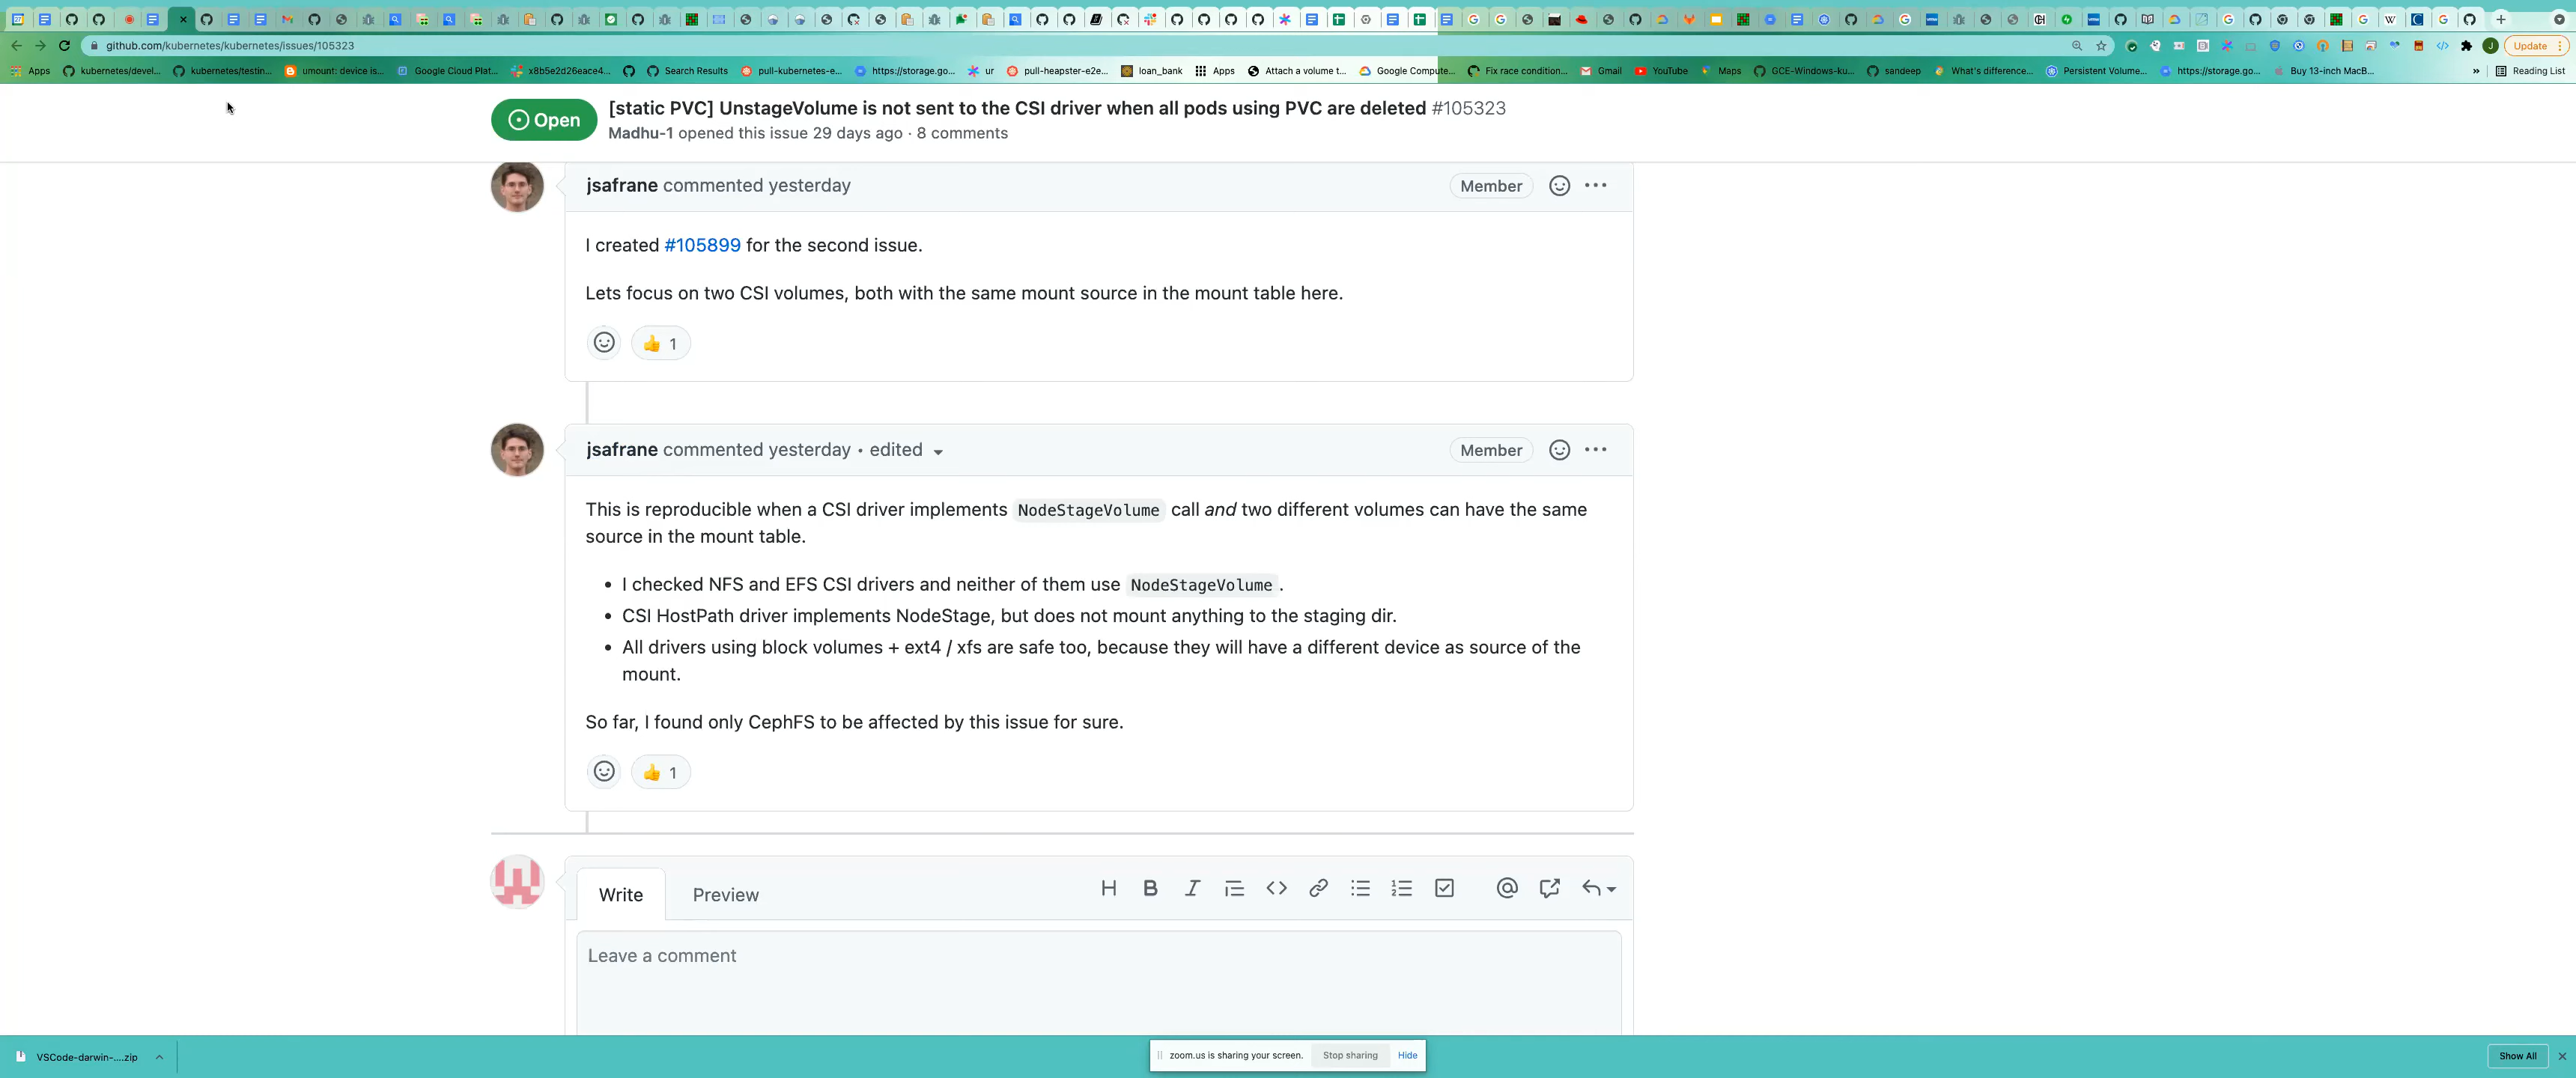 github.com/kubernetes/kubernetes/issues/105323
Update
Apps
kubernetes/devel...
kubernetes/testin...
umount: device is...
Google Cloud Plat...
x8b5e2d26eace4...
Search Results
pull-kubernetes-e...
https://storage.go...
ur
pull-heapster-e2e...
loan_bank
Apps
Attach a volume t...
Google Compute...
Fix race condition...
Gmail
YouTube
Maps
GCE-Windows-ku...
sandeep
What's difference...
Persistent Volume...
https://storage.go...
Buy 13-inch MacB...
»
Reading List
Open
[static PVC] UnstageVolume is not sent to the CSI driver when all pods using PVC are deleted #105323
Madhu-1 opened this issue 29 days ago · 8 comments
jsafrane commented yesterday
Member
I created #105899 for the second issue.
Lets focus on two CSI volumes, both with the same mount source in the mount table here.
👍 1
jsafrane commented yesterday • edited
Member
This is reproducible when a CSI driver implements NodeStageVolume call and two different volumes can have the same
source in the mount table.
• I checked NFS and EFS CSI drivers and neither of them use NodeStageVolume.
• CSI HostPath driver implements NodeStage, but does not mount anything to the staging dir.
• All drivers using block volumes + ext4 / xfs are safe too, because they will have a different device as source of the
mount.
So far, I found only CephFS to be affected by this issue for sure.
👍 1
Write
Preview
Leave a comment
VSCode-darwin-....zip
zoom.us is sharing your screen.
Stop sharing
Hide
Show All